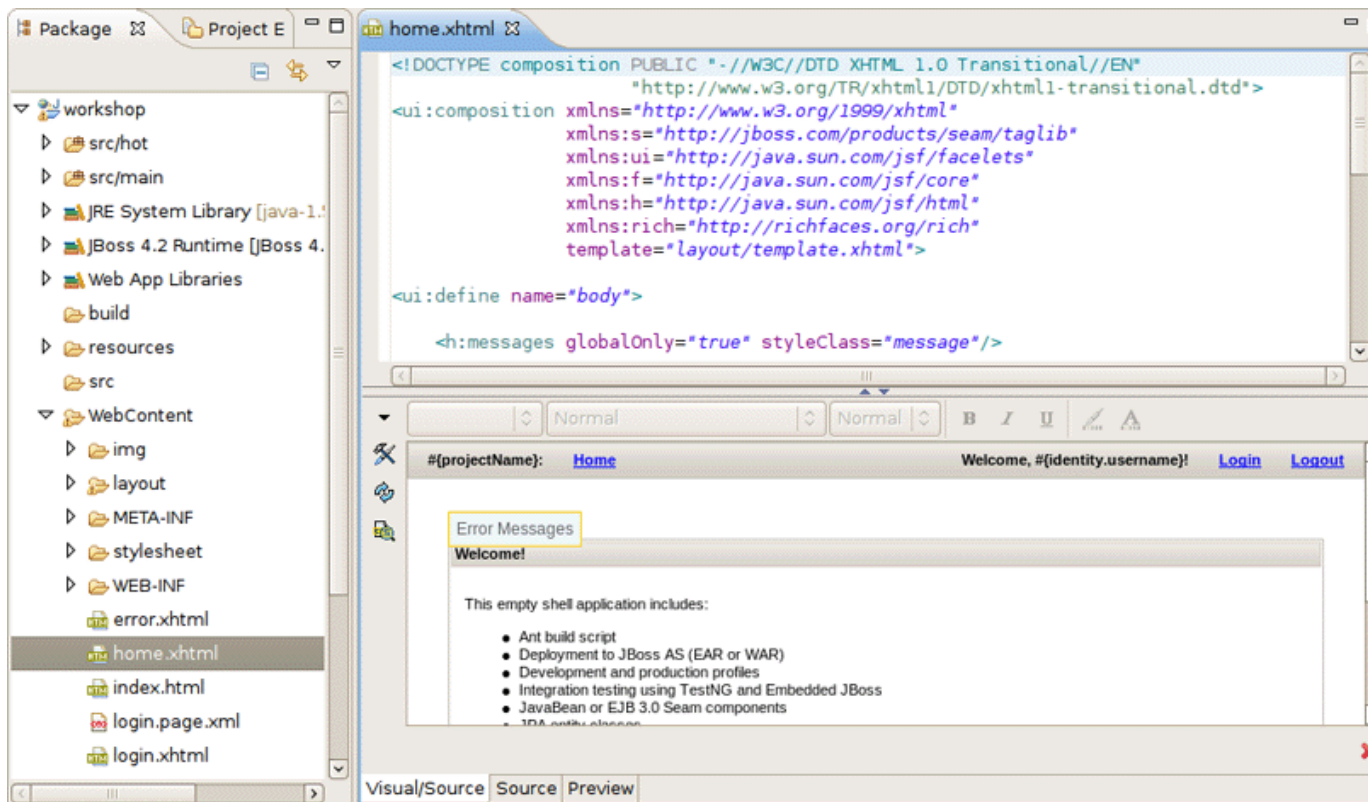 Package
Project E
workshop
src/hot
src/main
JRE System Library [java-1.5
JBoss 4.2 Runtime [JBoss 4.
Web App Libraries
build
resources
src
WebContent
img
layout
META-INF
stylesheet
WEB-INF
error.xhtml
home.xhtml
index.html
login.page.xml
login.xhtml
home.xhtml
<!DOCTYPE composition PUBLIC "-//W3C//DTD XHTML 1.0 Transitional//EN"
"http://www.w3.org/TR/xhtml1/DTD/xhtml1-transitional.dtd">
<ui:composition xmlns="http://www.w3.org/1999/xhtml"
xmlns:s="http://jboss.com/products/seam/taglib"
xmlns:ui="http://java.sun.com/jsf/facelets"
xmlns:f="http://java.sun.com/jsf/core"
xmlns:h="http://java.sun.com/jsf/html"
xmlns:rich="http://richfaces.org/rich"
template="layout/template.xhtml">
<ui:define name="body">
<h:messages globalOnly="true" styleClass="message"/>
Normal Normal B I U A
#{projectName}: Home Welcome, #{identity.username}! Login Logout
Error Messages
Welcome!
This empty shell application includes:
Ant build script
Deployment to JBoss AS (EAR or WAR)
Development and production profiles
Integration testing using TestNG and Embedded JBoss
JavaBean or EJB 3.0 Seam components
JPA entity classes
Visual/Source Source Preview